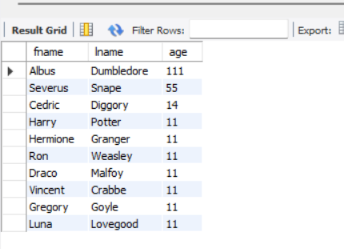 Result Grid Filter Rows: Export:
fname lname age
Albus Dumbledore 111
Severus Snape 55
Cedric Diggory 14
Harry Potter 11
Hermione Granger 11
Ron Weasley 11
Draco Malfoy 11
Vincent Crabbe 11
Gregory Goyle 11
Luna Lovegood 11